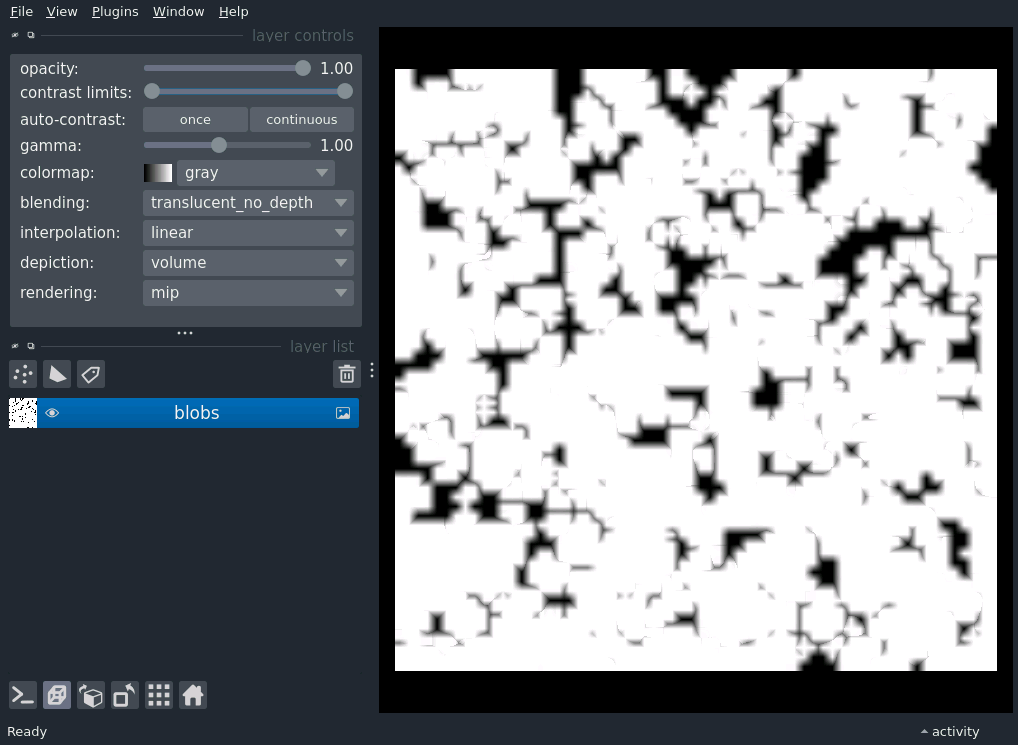 File View Plugins Window Help
layer controls
opacity: 1.00
contrast limits:
auto-contrast: once continuous
gamma: 1.00
colormap: gray
blending: translucent_no_depth
interpolation: linear
depiction: volume
rendering: mip
layer list
blobs
Ready activity